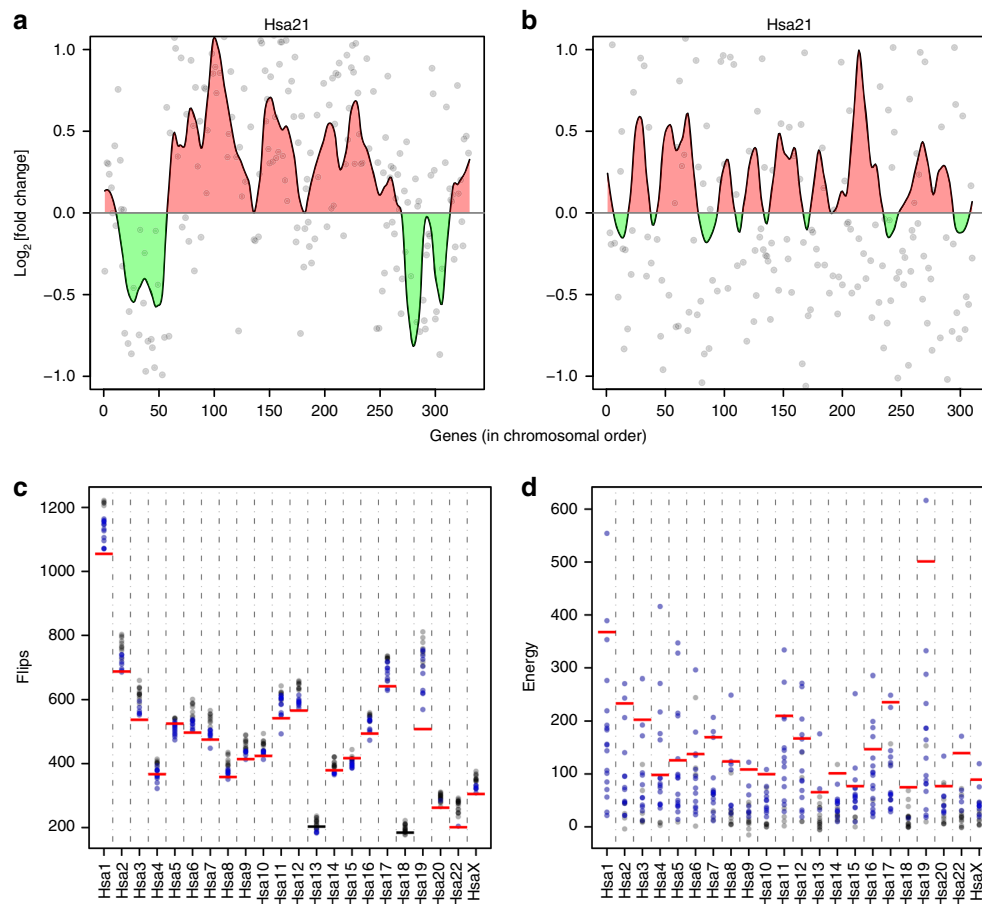 a
Hsa21
1.0
0.5
0.0
−0.5
−1.0
Log2 [fold change]
0 50 100 150 200 250 300
b
Hsa21
1.0
0.5
0.0
−0.5
−1.0
0 50 100 150 200 250 300
Genes (in chromosomal order)
c
1200
1000
800
600
400
200
Flips
Hsa1 Hsa2 Hsa3 Hsa4 Hsa5 Hsa6 Hsa7 Hsa8 Hsa9 Hsa10 Hsa11 Hsa12 Hsa13 Hsa14 Hsa15 Hsa16 Hsa17 Hsa18 Hsa19 Hsa20 Hsa22 HsaX
d
600
500
400
300
200
100
0
Energy
Hsa1 Hsa2 Hsa3 Hsa4 Hsa5 Hsa6 Hsa7 Hsa8 Hsa9 Hsa10 Hsa11 Hsa12 Hsa13 Hsa14 Hsa15 Hsa16 Hsa17 Hsa18 Hsa19 Hsa20 Hsa22 HsaX